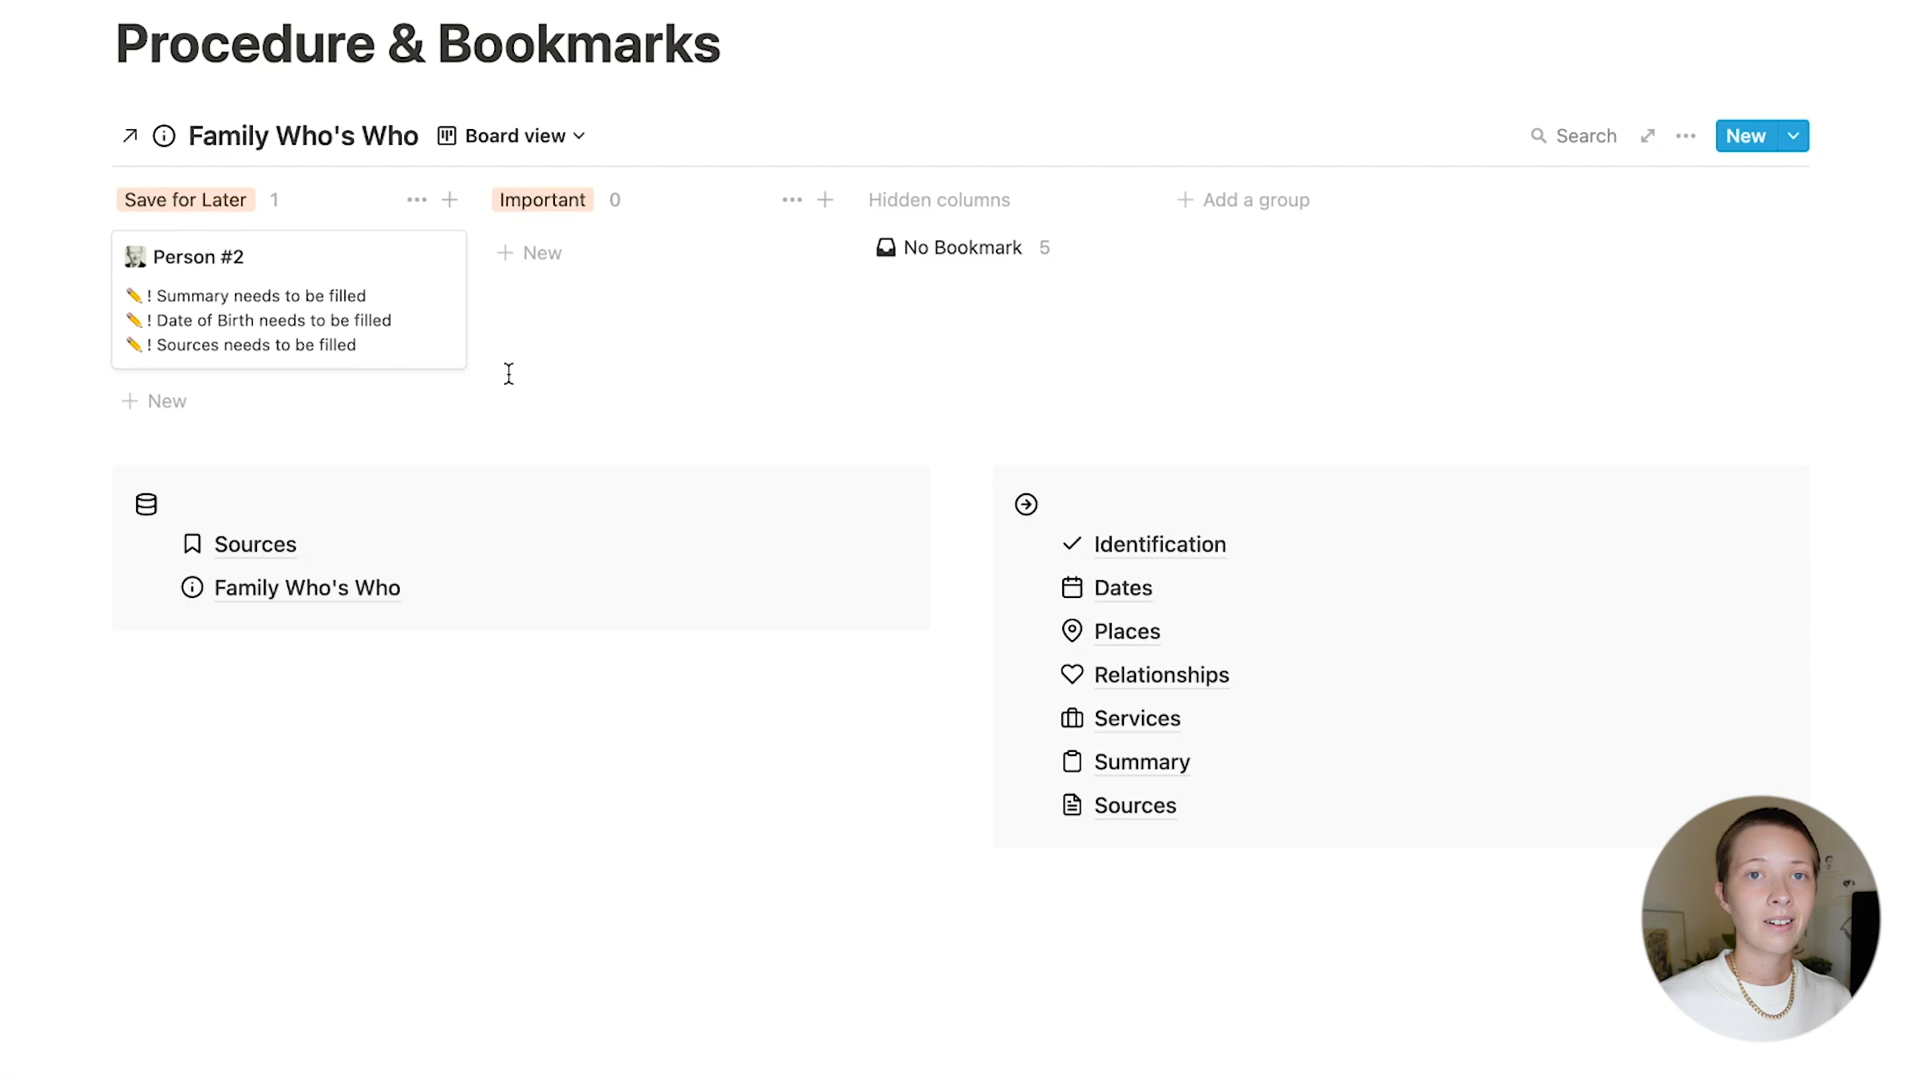 Procedure & Bookmarks
Family Who's Who Board view Search New
Save for Later 1
Important 0
Hidden columns
Add a group
Person #2
! Summary needs to be filled
! Date of Birth needs to be filled
! Sources needs to be filled
New
New
No Bookmark 5
Sources
Family Who's Who
Identification
Dates
Places
Relationships
Services
Summary
Sources